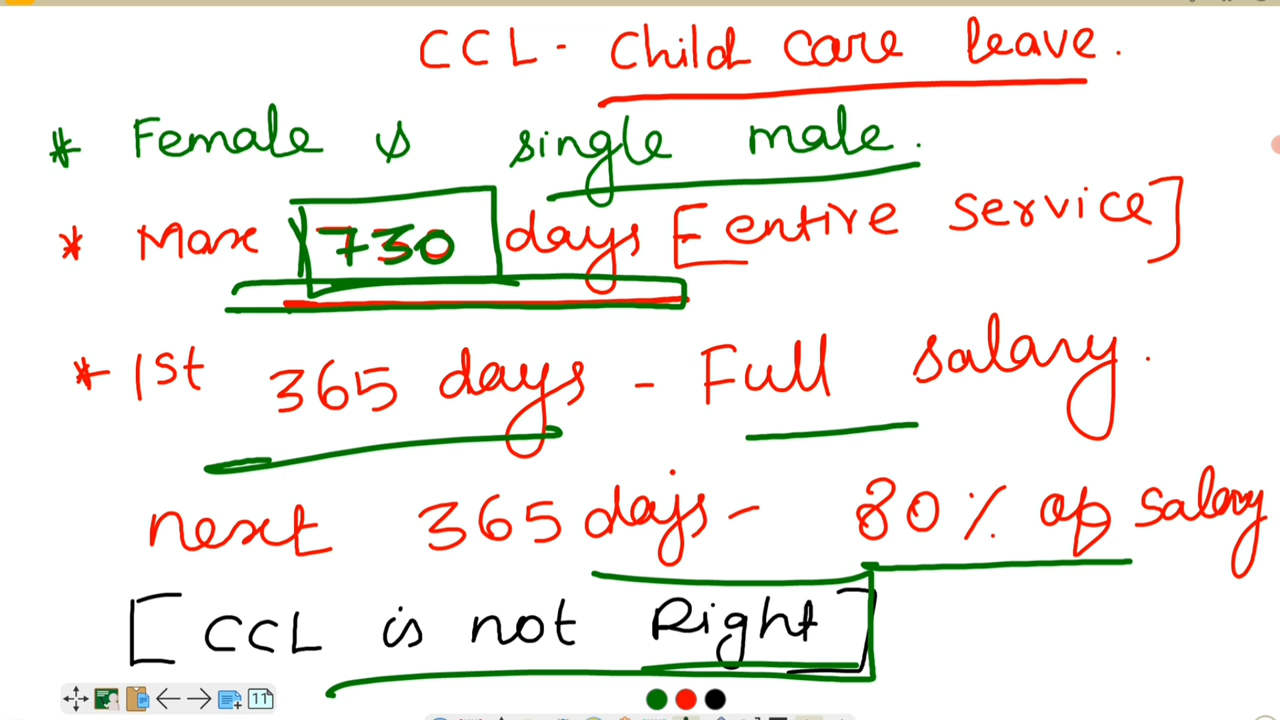 CCL - Child care leave.
* Female & single male.
* Max 730 days [entire service]
* 1st 365 days - Full salary.
next 365 days - 80% of salary
[CCL is not Right]
11